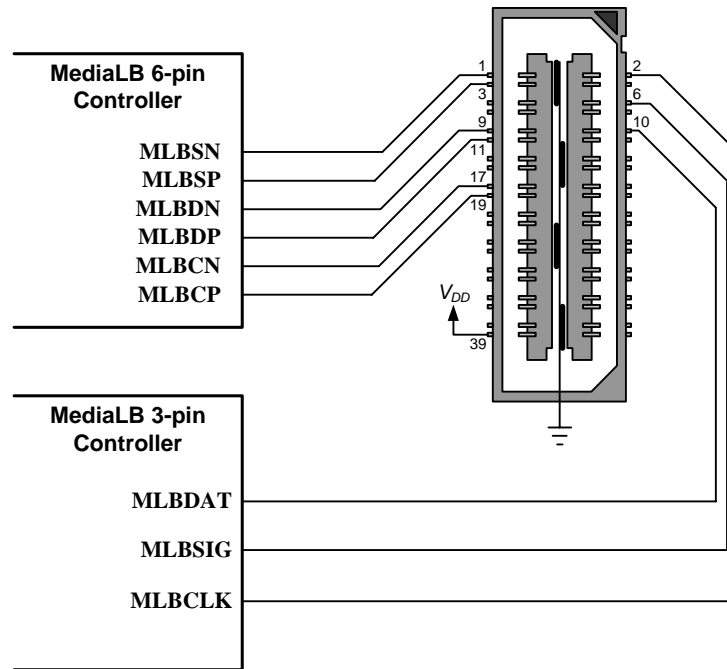 MediaLB 6-pin
Controller
MLBSN
MLBSP
MLBDN
MLBDP
MLBCN
MLBCP
1
3
9
11
17
19
VDD
39
2
6
10
MediaLB 3-pin
Controller
MLBDAT
MLBSIG
MLBCLK